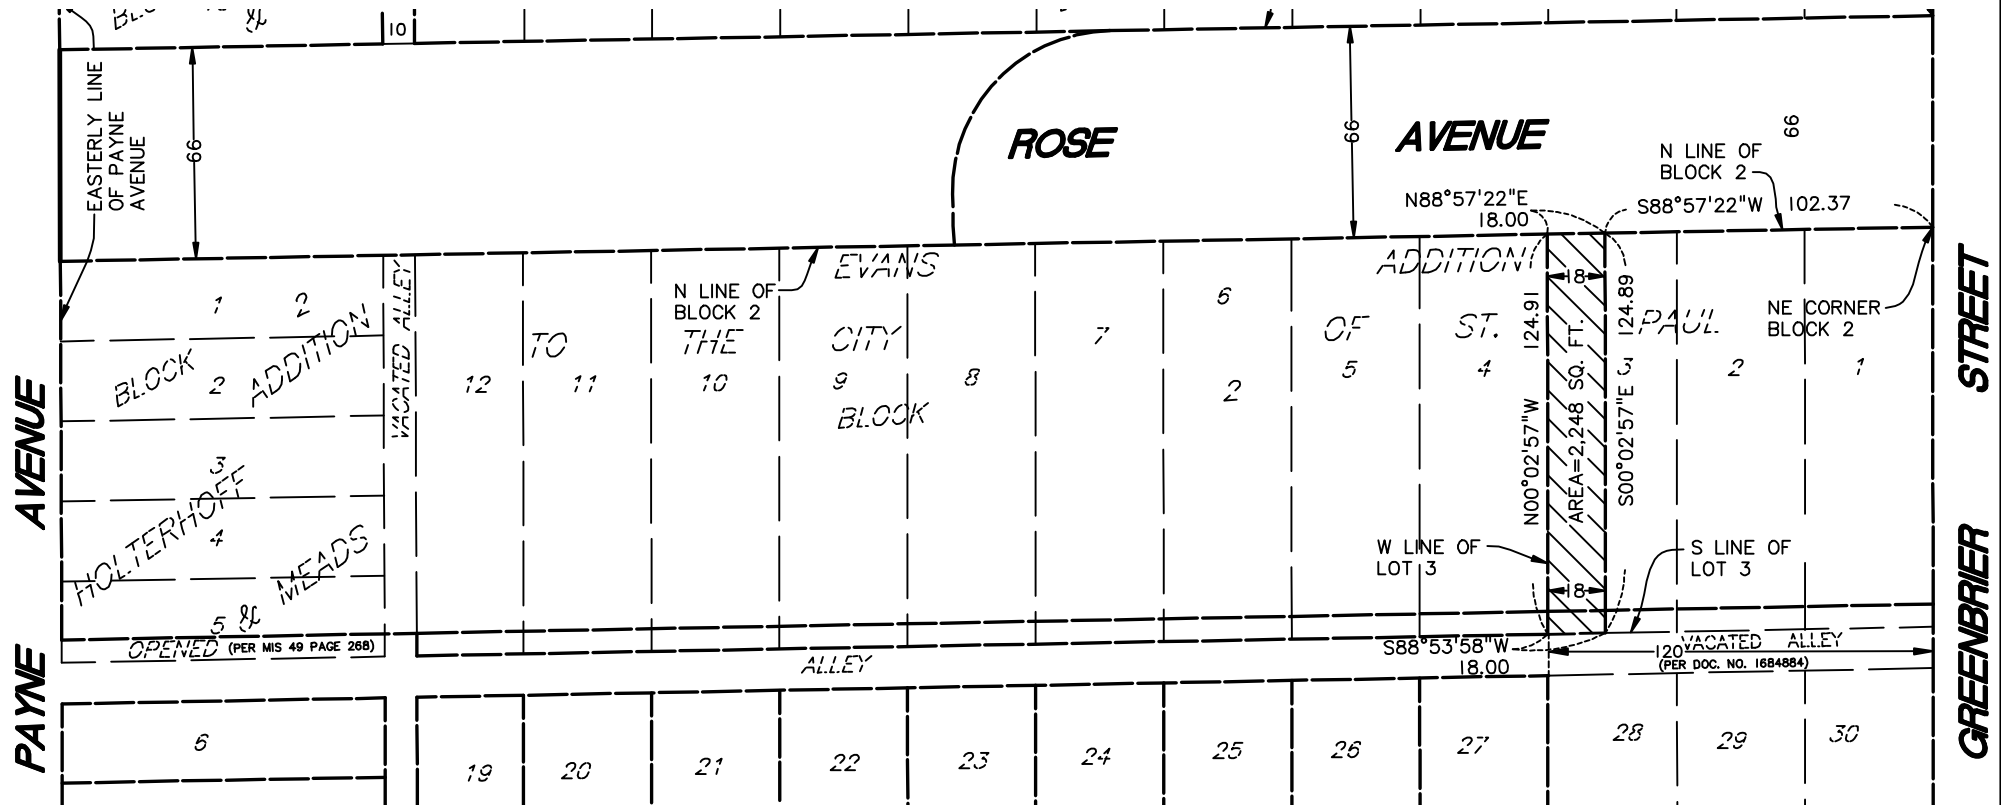 10
66
EASTERLY LINE
OF PAYNE
AVENUE
ROSE AVENUE
66
66
N LINE OF
BLOCK 2
N88°57'22"E
18.00
S88°57'22"W 102.37
EVANS ADDITION
TO THE CITY OF ST. PAUL
BLOCK 2
N LINE OF
BLOCK 2
NE CORNER
BLOCK 2
18
N00°02'57"W 124.91
AREA=2,248 SQ. FT.
S00°02'57"E 124.89
12 11 10 9 8 7 6 5 4 3 2 1
W LINE OF
LOT 3
S LINE OF
LOT 3
18
S88°53'58"W
18.00
120
VACATED ALLEY
(PER DOC. NO. 1684884)
ALLEY
VACATED ALLEY
1
2
3
4
5
BLOCK 2
HOLTERHOFF & MEADS ADDITION
OPENED (PER MIS 49 PAGE 268)
6
19 20 21 22 23 24 25 26 27 28 29 30
PAYNE AVENUE
GREENBRIER STREET